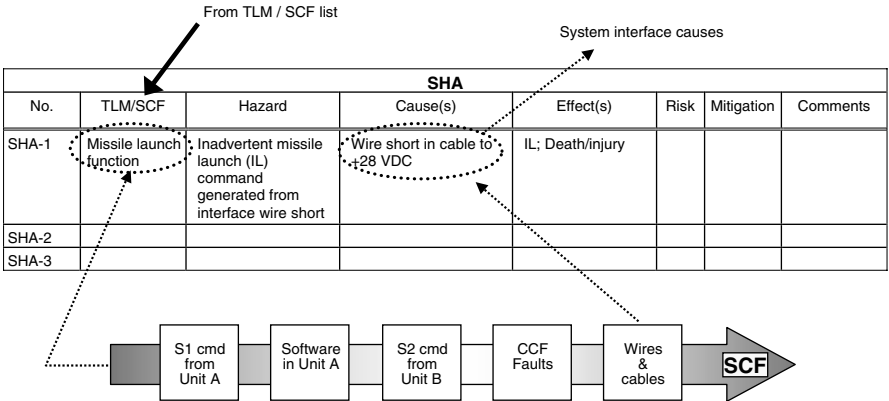 From TLM / SCF list
System interface causes
SHA
No. TLM/SCF Hazard Cause(s) Effect(s) Risk Mitigation Comments
SHA-1
Missile launch
function
Inadvertent missile
launch (IL)
command
generated from
interface wire short
Wire short in cable to
+28 VDC
IL; Death/injury
SHA-2
SHA-3
S1 cmd
from
Unit A
Software
in Unit A
S2 cmd
from
Unit B
CCF
Faults
Wires
&
cables
SCF